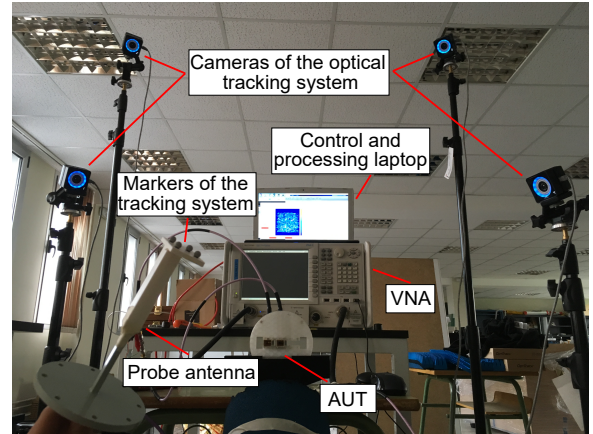 Cameras of the optical
tracking system
Control and
processing laptop
Markers of the
tracking system
VNA
Probe antenna
AUT